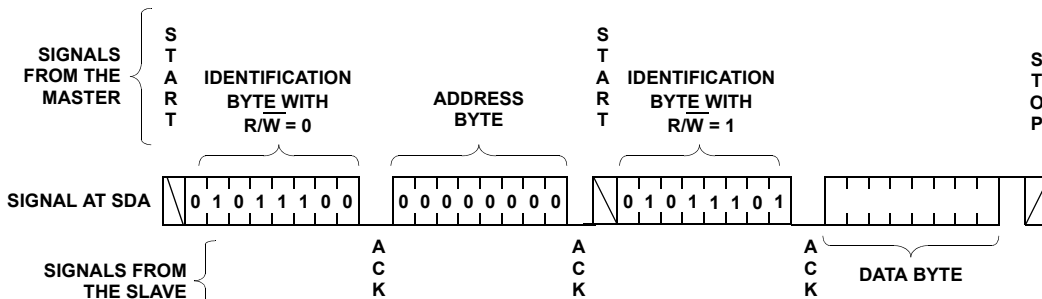 SIGNALS
FROM THE
MASTER
START
IDENTIFICATION
BYTE WITH
R/W = 0
ADDRESS
BYTE
START
IDENTIFICATION
BYTE WITH
R/W = 1
STOP
SIGNAL AT SDA
0 1 0 1 1 1 0 0
0 0 0 0 0 0 0 0
0 1 0 1 1 1 0 1
SIGNALS FROM
THE SLAVE
ACK
ACK
ACK
DATA BYTE